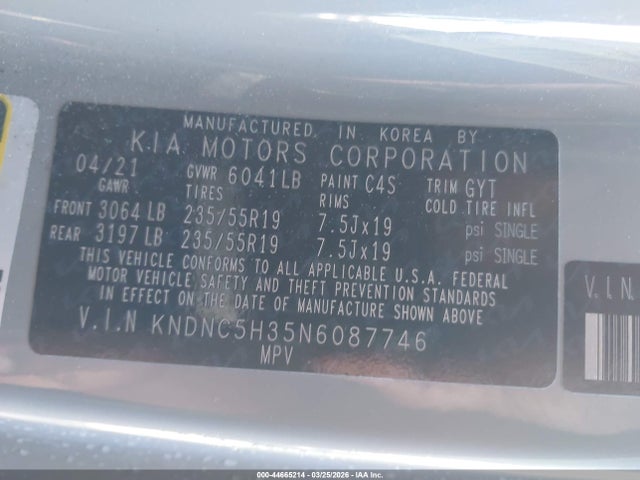 MANUFACTURED IN KOREA BY
KIA MOTORS CORPORATION
04/21 GVWR 6041LB PAINT C4S TRIM GYT
GAWR TIRES RIMS COLD TIRE INFL
FRONT 3064 LB 235/55R19 7.5Jx19 psi SINGLE
REAR 3197 LB 235/55R19 7.5Jx19 psi SINGLE
THIS VEHICLE CONFORMS TO ALL APPLICABLE U.S.A. FEDERAL
MOTOR VEHICLE SAFETY AND THEFT PREVENTION STANDARDS
IN EFFECT ON THE DATE OF MANUFACTURE SHOWN ABOVE.
V.I.N KNDNC5H35N6087746
MPV
V.I.N
000-44665214 - 03/25/2026 - IAA Inc.